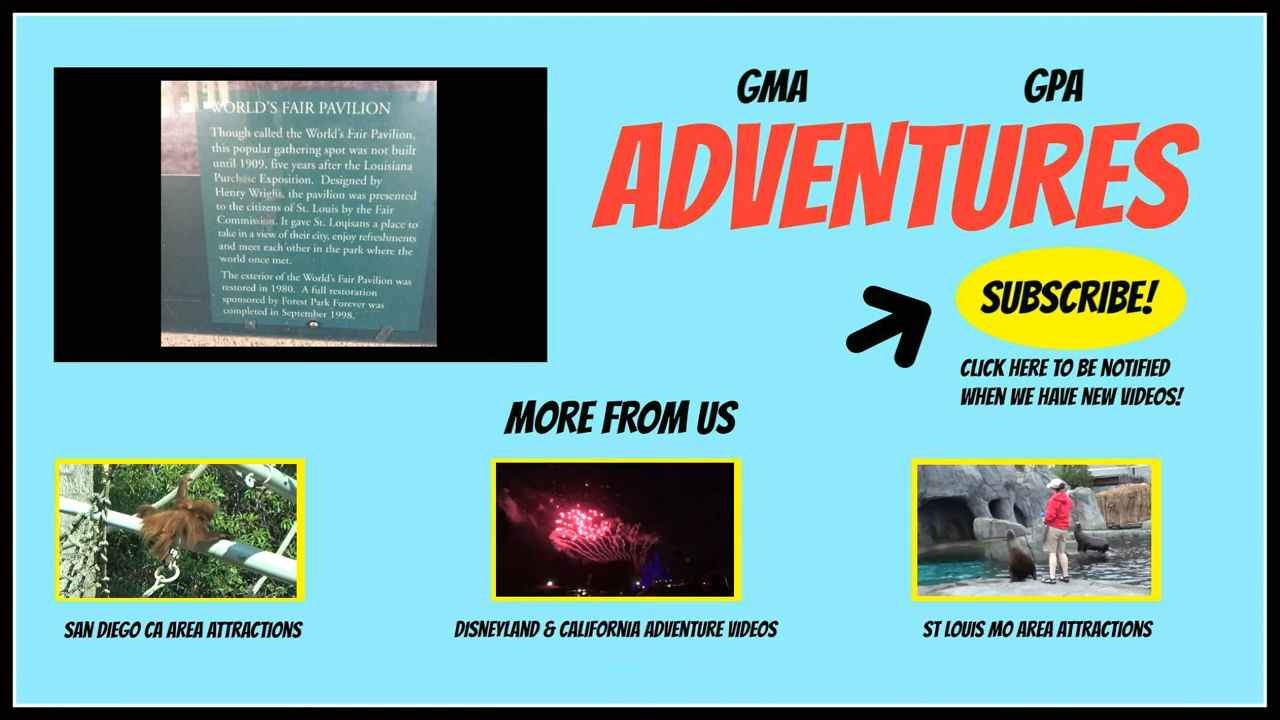 WORLD'S FAIR PAVILION
Though called the World's Fair Pavilion,
this popular gathering spot was not built
until 1909, five years after the Louisiana
Purchase Exposition. Designed by
Henry Wright, the pavilion was presented
to the citizens of St. Louis by the Fair
Commission. It gave St. Louisans a place to
take in a view of their city, enjoy refreshments
and meet each other in the park where the
world once met.
The exterior of the World's Fair Pavilion was
restored in 1980. A full restoration
sponsored by Forest Park Forever was
completed in September 1998.
GMA GPA
ADVENTURES
SUBSCRIBE!
CLICK HERE TO BE NOTIFIED
WHEN WE HAVE NEW VIDEOS!
MORE FROM US
SAN DIEGO CA AREA ATTRACTIONS
DISNEYLAND & CALIFORNIA ADVENTURE VIDEOS
ST LOUIS MO AREA ATTRACTIONS